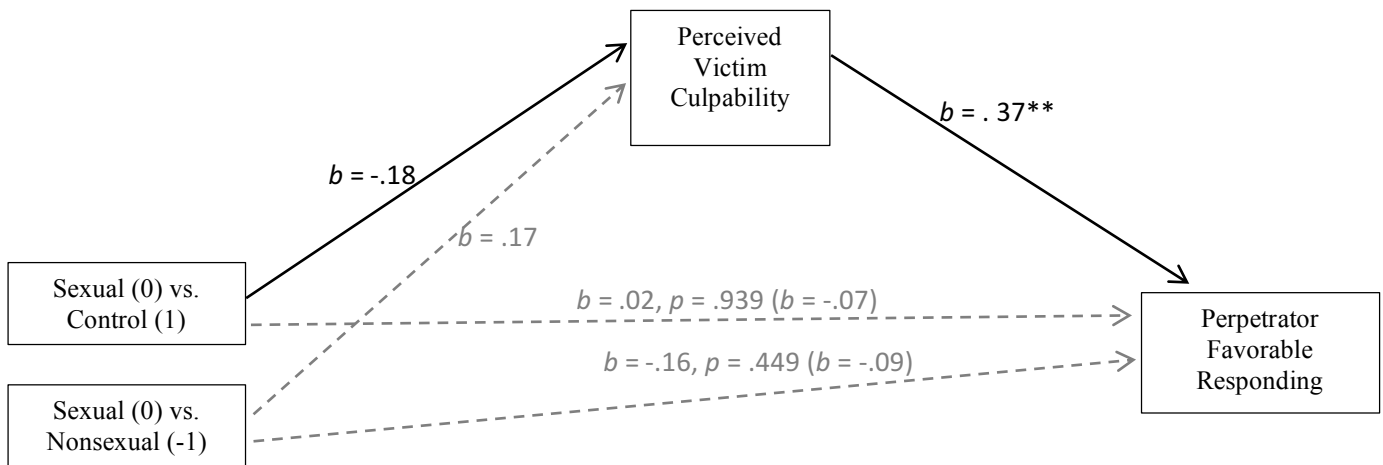 Perceived
Victim
Culpability
b = . 37**
b = -.18
b = .17
Sexual (0) vs.
Control (1)
b = .02, p = .939 (b = -.07)
Perpetrator
Favorable
Responding
b = -.16, p = .449 (b = -.09)
Sexual (0) vs.
Nonsexual (-1)